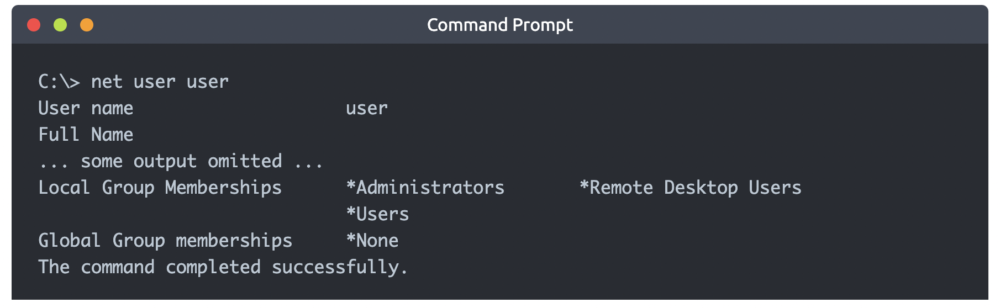 Command Prompt
C:\> net user user
User name                    user
Full Name
... some output omitted ...
Local Group Memberships      *Administrators       *Remote Desktop Users
                             *Users
Global Group memberships     *None
The command completed successfully.